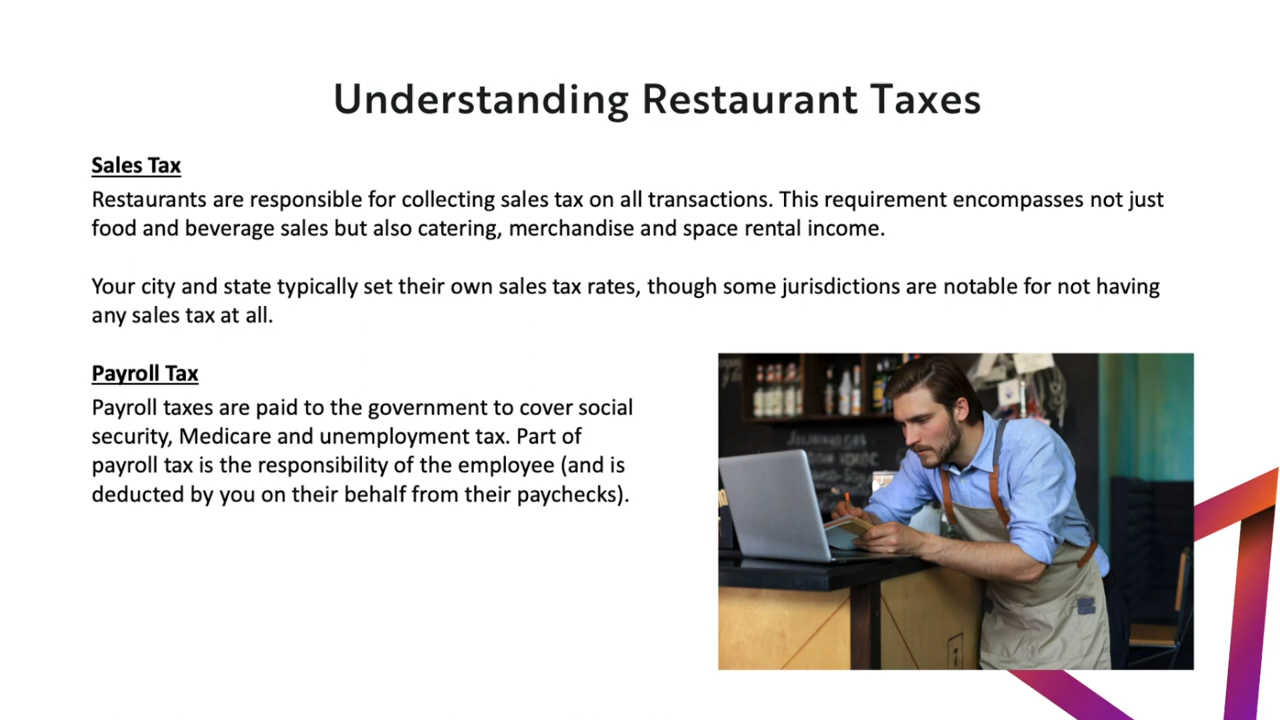 Understanding Restaurant Taxes
Sales Tax
Restaurants are responsible for collecting sales tax on all transactions. This requirement encompasses not just
food and beverage sales but also catering, merchandise and space rental income.
Your city and state typically set their own sales tax rates, though some jurisdictions are notable for not having
any sales tax at all.
Payroll Tax
Payroll taxes are paid to the government to cover social
security, Medicare and unemployment tax. Part of
payroll tax is the responsibility of the employee (and is
deducted by you on their behalf from their paychecks).